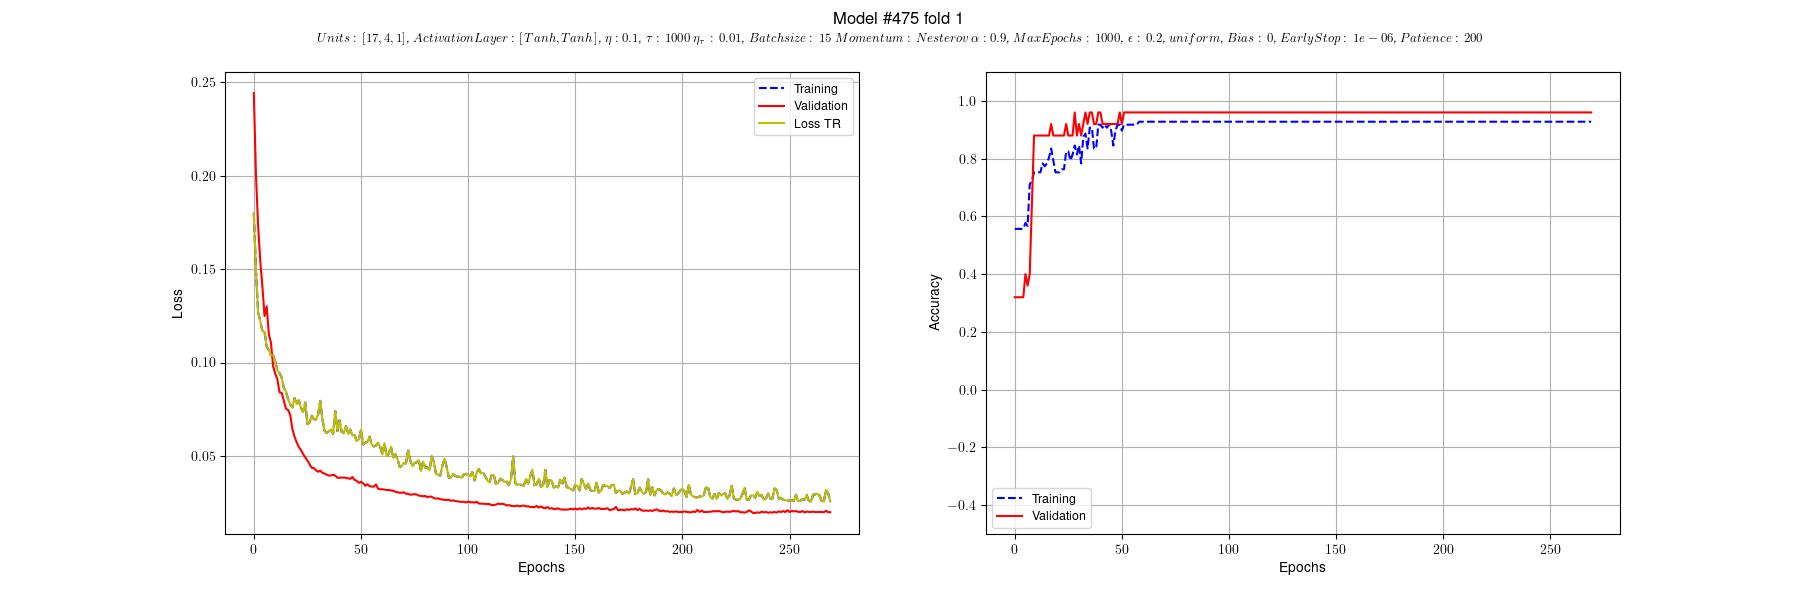 Model #475 fold 1
Units : [17, 4, 1], ActivationLayer : [Tanh, Tanh], η : 0.1, τ : 1000 ητ : 0.01, Batchsize : 15 Momentum : Nesterov α : 0.9, MaxEpochs : 1000, ϵ : 0.2, uniform, Bias : 0, EarlyStop : 1e − 06, Patience : 200
0.25
0.20
0.15
0.10
0.05
Loss
0 50 100 150 200 250
Epochs
Training
Validation
Loss TR
1.0
0.8
0.6
0.4
0.2
0.0
−0.2
−0.4
Accuracy
0 50 100 150 200 250
Epochs
Training
Validation